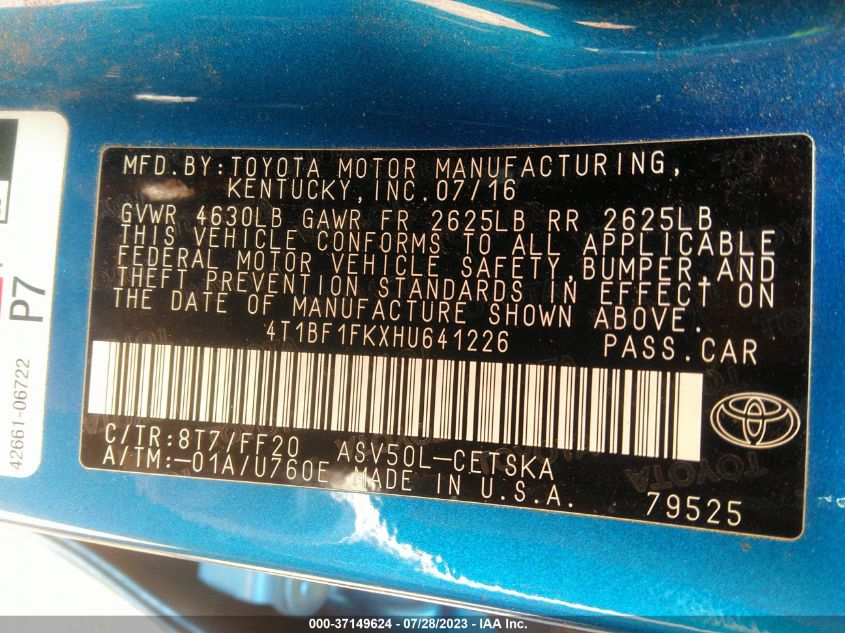 MFD.BY:TOYOTA MOTOR MANUFACTURING,
KENTUCKY,INC.07/16
GVWR 4630LB GAWR FR 2625LB RR 2625LB
THIS VEHICLE CONFORMS TO ALL APPLICABLE
FEDERAL MOTOR VEHICLE SAFETY,BUMPER,AND
THEFT PREVENTION STANDARDS IN EFFECT ON
THE DATE OF MANUFACTURE SHOWN ABOVE.
4T1BF1FKXHU641226 PASS.CAR
C/TR:8T7/FF20 ASV50L-CETSKA
A/TM:-01A/U760E MADE IN U.S.A. 79525
TOYOTA
P7
42661-06722
000-37149624 - 07/28/2023 - IAA Inc.